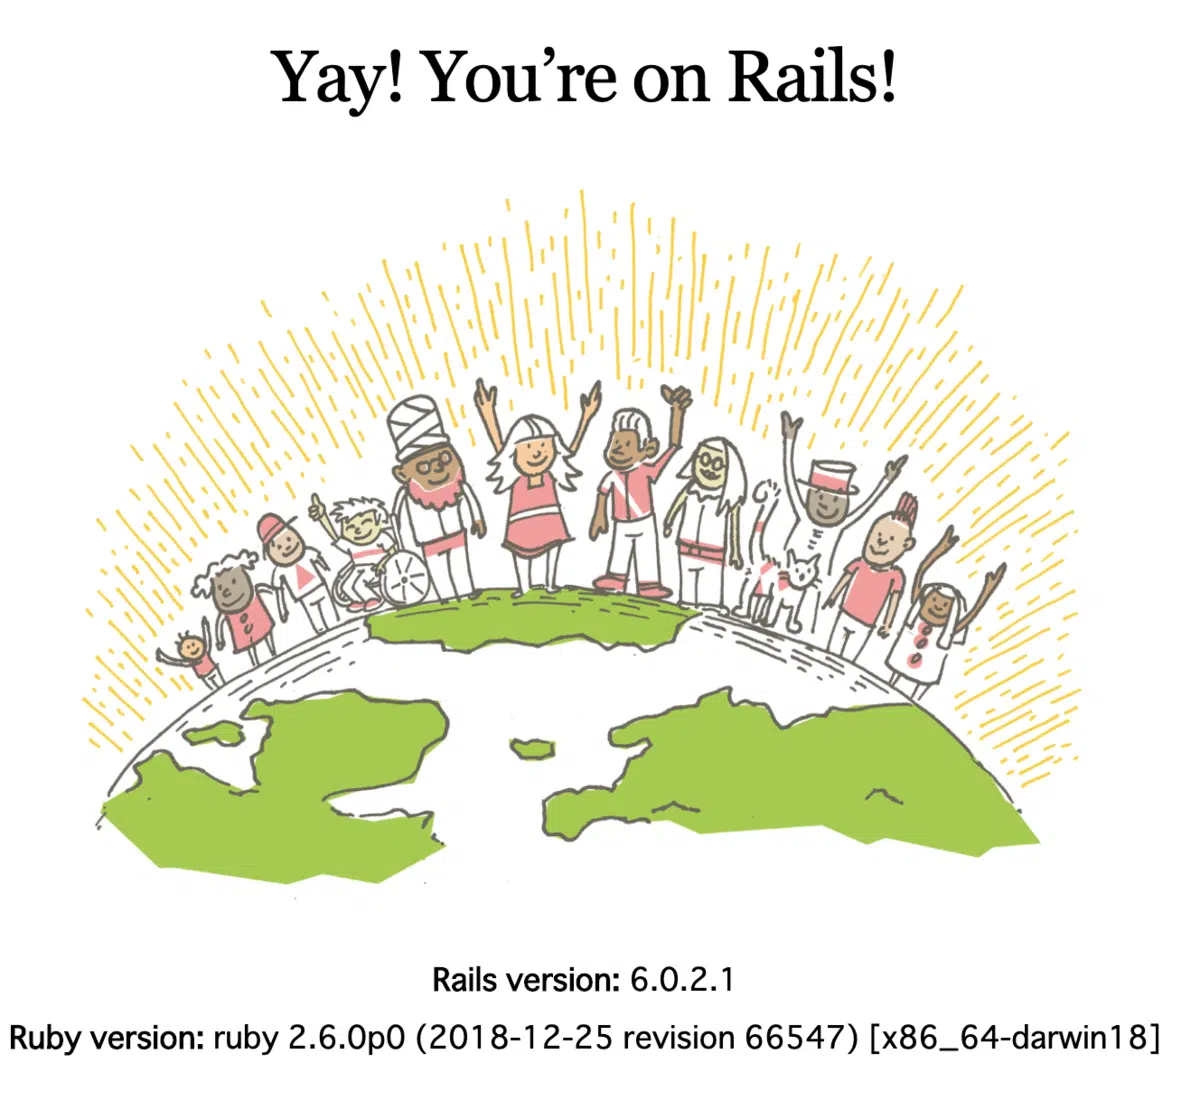 Yay! You’re on Rails!
Rails version: 6.0.2.1
Ruby version: ruby 2.6.0p0 (2018-12-25 revision 66547) [x86_64-darwin18]